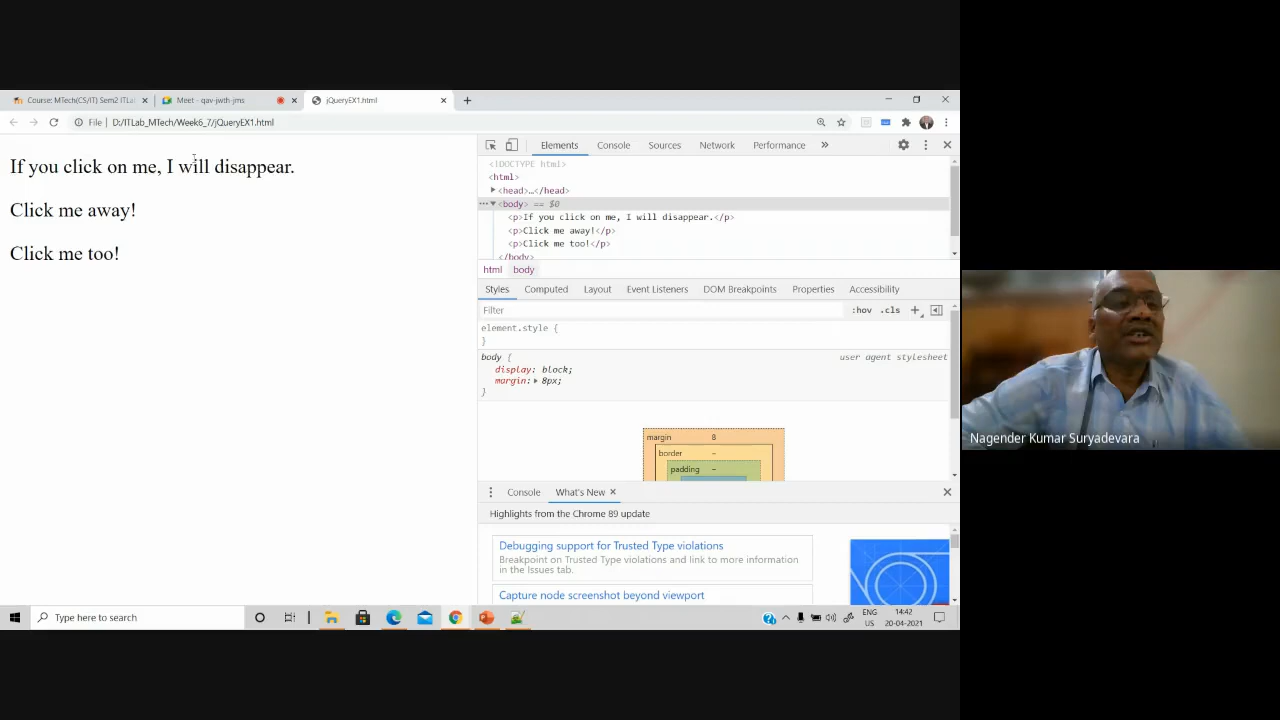 Course: MTech(CS/IT) Sem2 ITLab
Meet - qav-jwth-jms
jQueryEX1.html
File | D:/ITLab_MTech/Week6_7/jQueryEX1.html
If you click on me, I will disappear.
Click me away!
Click me too!
Elements Console Sources Network Performance »
<!DOCTYPE html>
<html>
<head>…</head>
<body> == $0
<p>If you click on me, I will disappear.</p>
<p>Click me away!</p>
<p>Click me too!</p>
</body>
html body
Styles Computed Layout Event Listeners DOM Breakpoints Properties Accessibility
Filter :hov .cls +
element.style {
}
body { user agent stylesheet
display: block;
margin: 8px;
}
margin 8
border –
padding –
Console What's New ×
Highlights from the Chrome 89 update
Debugging support for Trusted Type violations
Breakpoint on Trusted Type violations and link to more information
in the Issues tab.
Capture node screenshot beyond viewport
Type here to search
ENG
US
14:42
20-04-2021
Nagender Kumar Suryadevara